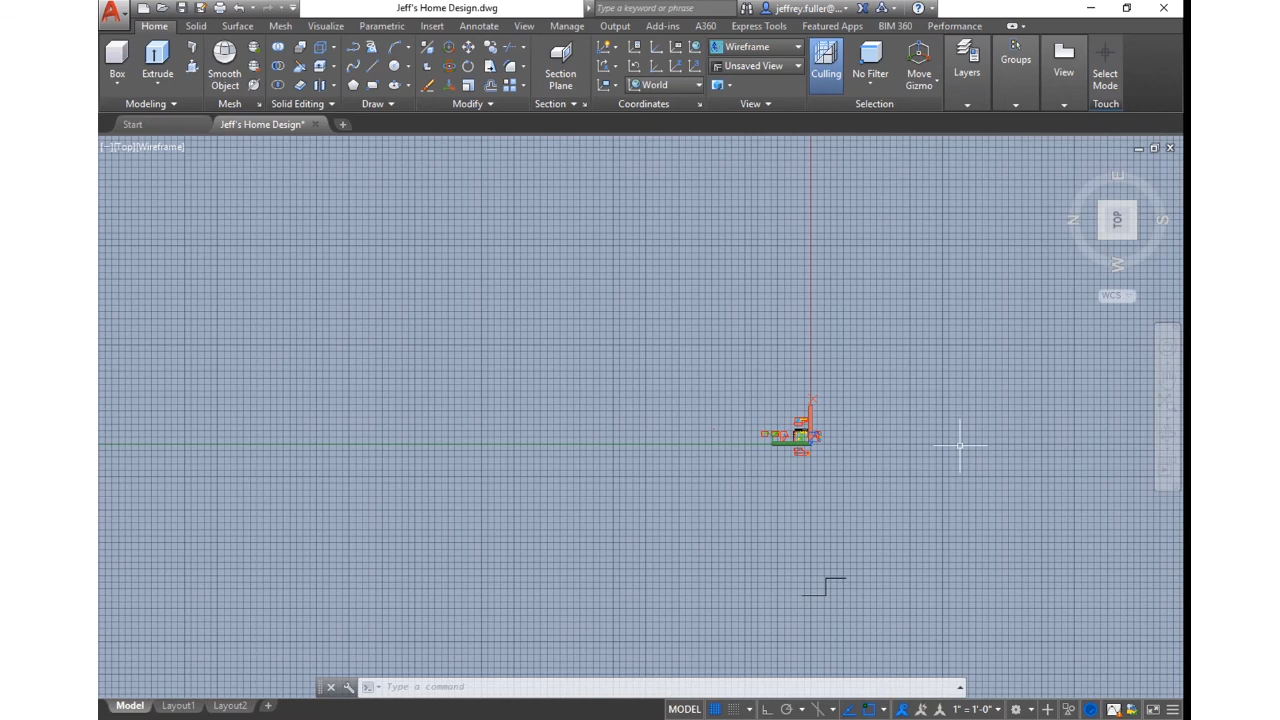 Jeff's Home Design.dwg
Type a keyword or phrase
jeffrey.fuller@...
Home Solid Surface Mesh Visualize Parametric Insert Annotate View Manage Output Add-ins A360 Express Tools Featured Apps BIM 360 Performance
Box Extrude Smooth Object Section Plane Wireframe Unsaved View World Culling No Filter Move Gizmo Layers Groups View Select Mode
Modeling Mesh Solid Editing Draw Modify Section Coordinates View Selection Touch
Start Jeff's Home Design*
[−][Top][Wireframe]
E
N TOP S
W
WCS
X
Type a command
Model Layout1 Layout2
MODEL 1" = 1'-0"